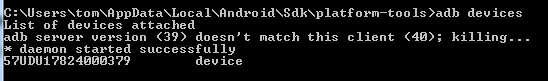 C:\Users\tom\AppData\Local\Android\Sdk\platform-tools>adb devices
List of devices attached
adb server version (39) doesn't match this client (40); killing...
* daemon started successfully
57UDU17824000379        device